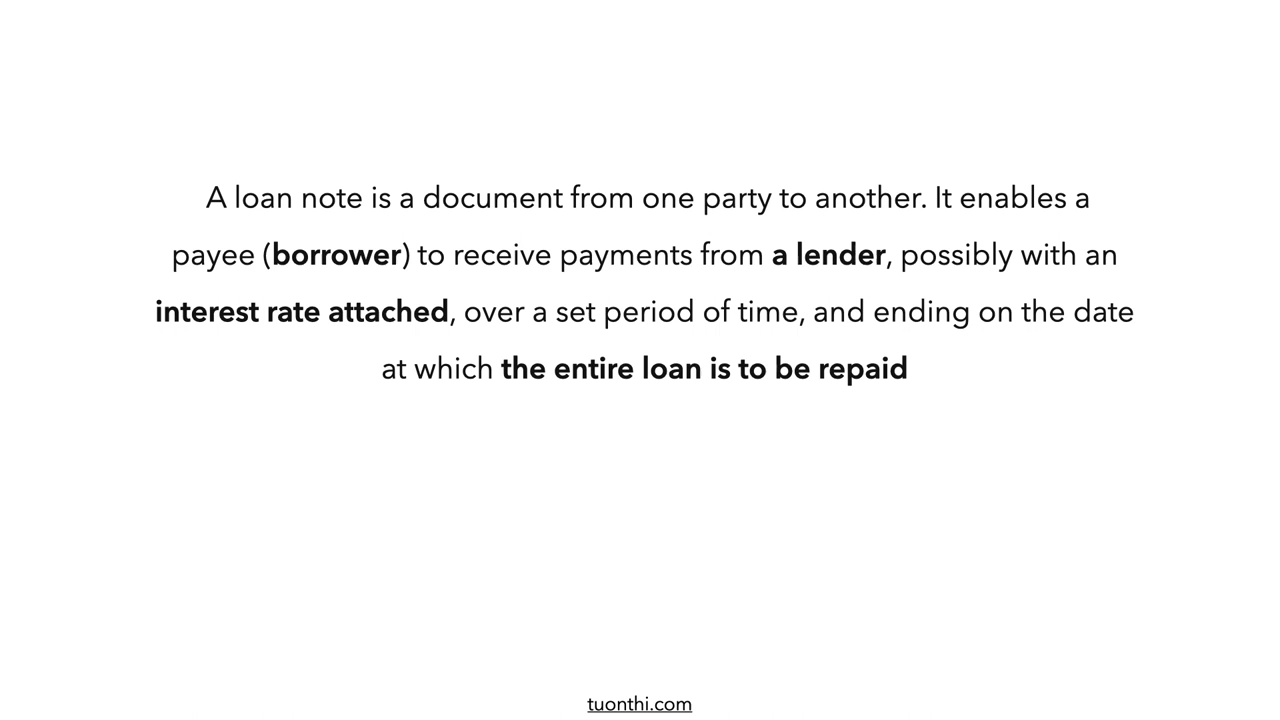 A loan note is a document from one party to another. It enables a
payee (borrower) to receive payments from a lender, possibly with an
interest rate attached, over a set period of time, and ending on the date
at which the entire loan is to be repaid
tuonthi.com